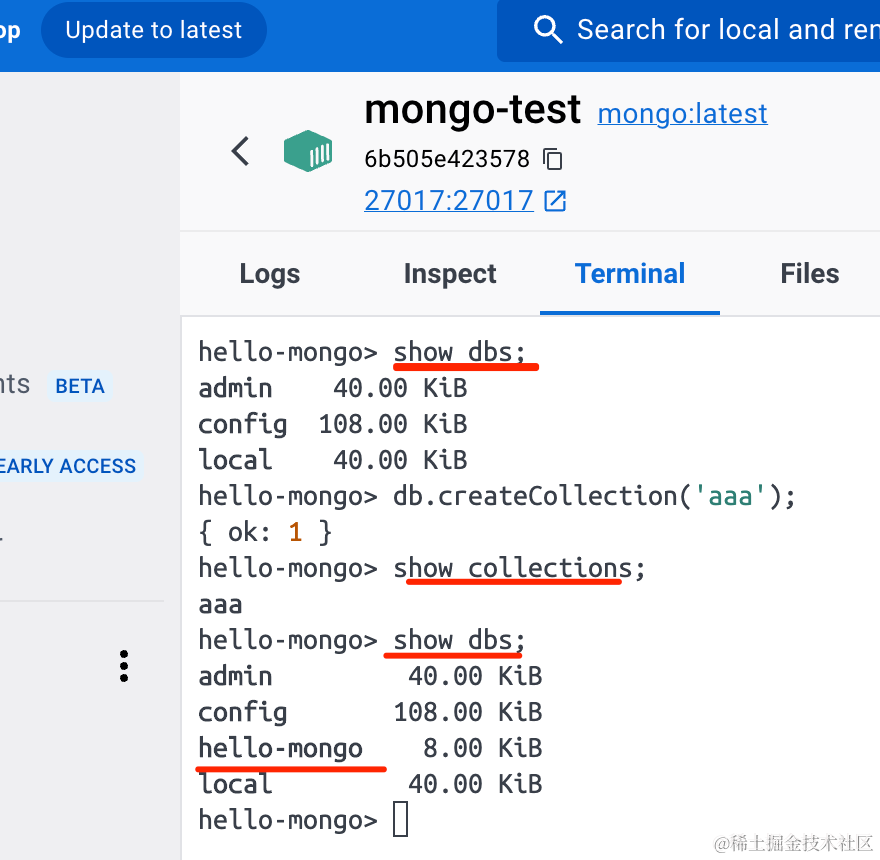 pp
Update to latest
Search for local and ren
mongo-test mongo:latest
6b505e423578
27017:27017
Logs Inspect Terminal Files
hello-mongo> show dbs;
admin    40.00 KiB
config  108.00 KiB
local    40.00 KiB
hello-mongo> db.createCollection('aaa');
{ ok: 1 }
hello-mongo> show collections;
aaa
hello-mongo> show dbs;
admin         40.00 KiB
config       108.00 KiB
hello-mongo    8.00 KiB
local         40.00 KiB
hello-mongo>
nts BETA
EARLY ACCESS
@稀土掘金技术社区